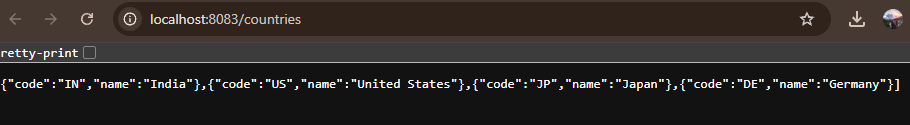 localhost:8083/countries
retty-print
{"code":"IN","name":"India"},{"code":"US","name":"United States"},{"code":"JP","name":"Japan"},{"code":"DE","name":"Germany"}]